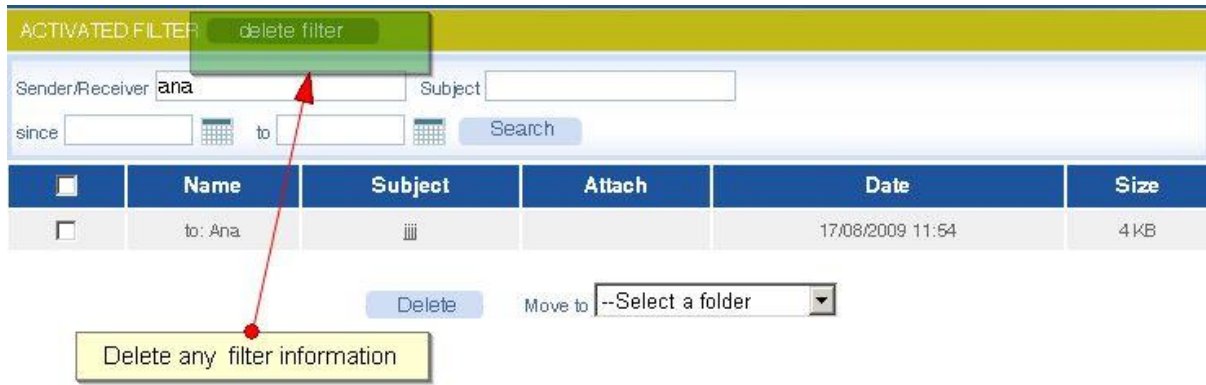 ACTIVATED FILTER delete filter
Sender/Receiver ana Subject
since to Search
Name Subject Attach Date Size
to: Ana jjjj 17/08/2009 11:54 4 KB
Delete Move to --Select a folder
Delete any filter information